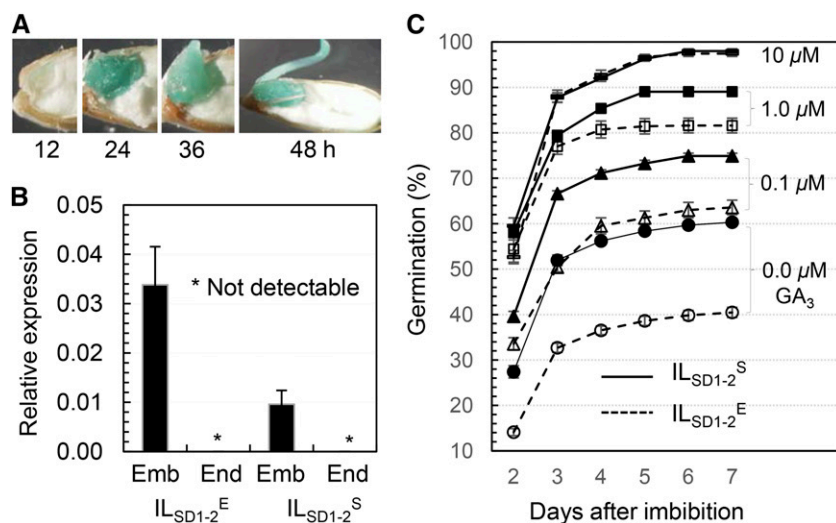 A
12 24 36 48 h
B
Relative expression
0.05
0.04
0.03
0.02
0.01
0.00
* Not detectable
* *
Emb End Emb End
IL_SD1-2^E IL_SD1-2^S
C
Germination (%)
100
90
80
70
60
50
40
30
20
10
10 µM
1.0 µM
0.1 µM
0.0 µM
GA₃
IL_SD1-2^S
IL_SD1-2^E
2 3 4 5 6 7
Days after imbibition